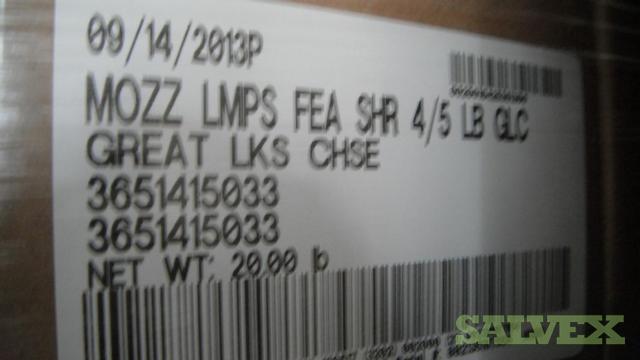 09/14/2013P
MOZZ LMPS FEA SHR 4/5 LB GLC
GREAT LKS CHSE
3651415033
3651415033
NET WT: 20.00 lb
SALVEX